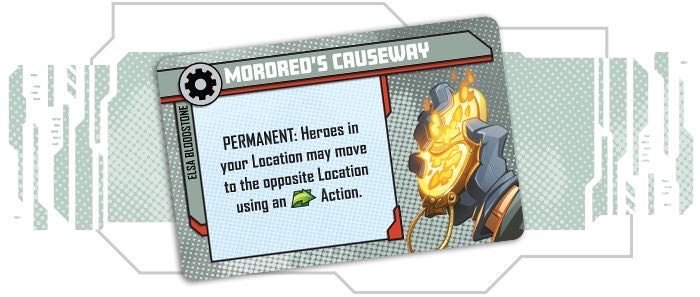 MORDRED'S CAUSEWAY
ELSA BLOODSTONE
PERMANENT: Heroes in
your Location may move
to the opposite Location
using an Action.